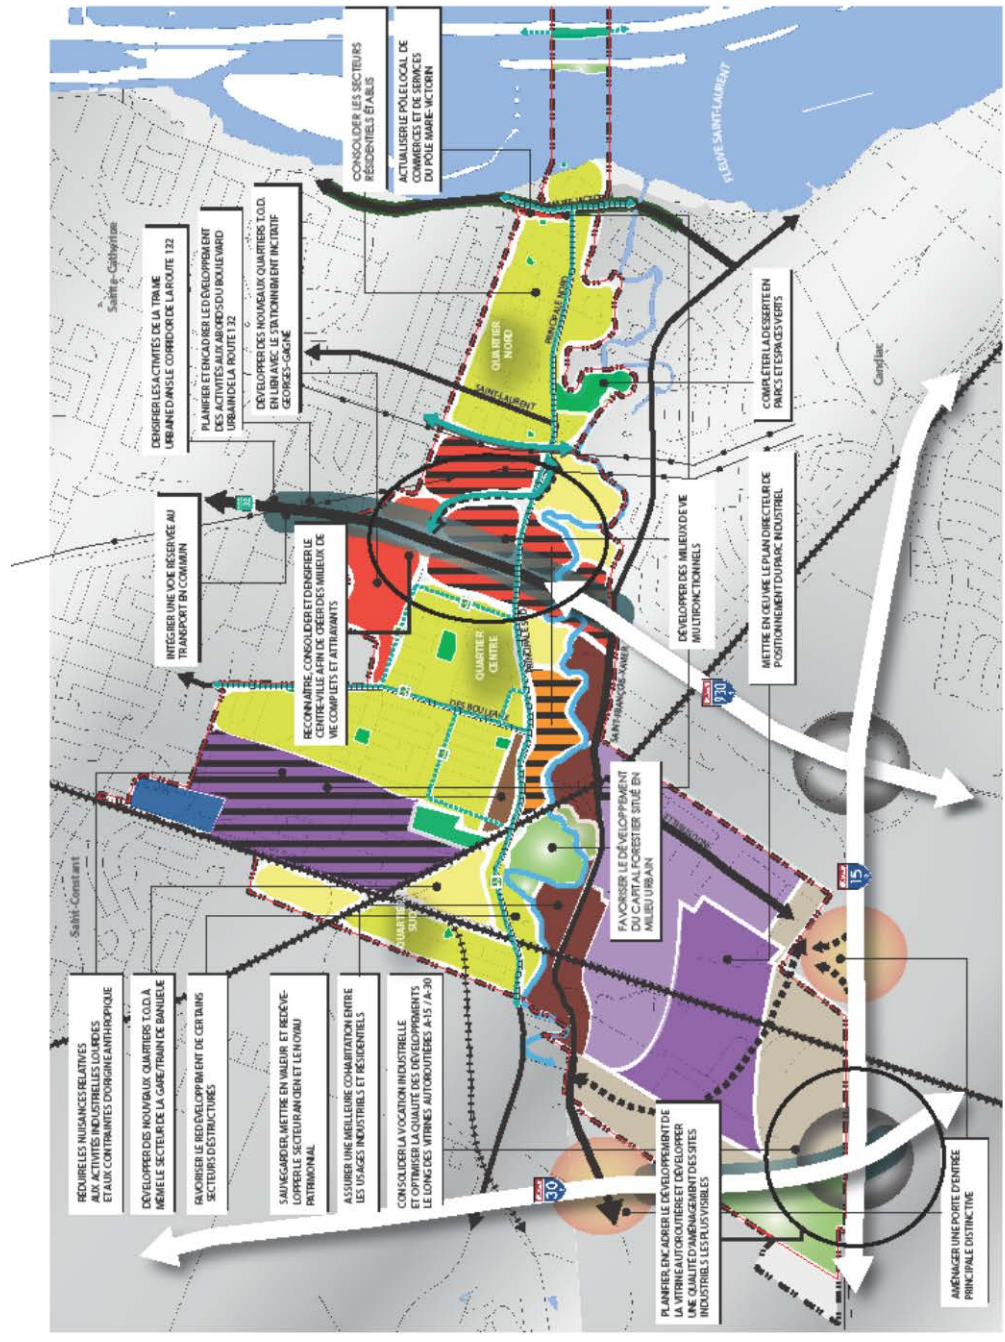 CONSOLIDER LES SECTEURS
RÉSIDENTIELS ÉTABLIS
ACTUALISER LE PÔLE LOCAL DE
COMMERCES ET DE SERVICES
DU PÔLE MARIE-VICTORIN
FLEUVE SAINT-LAURENT
Sainte-Catherine
DENSIFIER LES ACTIVITÉS DE LA TRAME
URBAINE DANS LE CORRIDOR DE LA ROUTE 132
PLANIFIER ET ENCADRER LE DÉVELOPPEMENT
DES ACTIVITÉS AUX ABORDS DU BOULEVARD
URBAIN DE LA ROUTE 132
DÉVELOPPER DES NOUVEAUX QUARTIERS T.O.D.
EN LIEN AVEC LE STATIONNEMENT INCITATIF
GEORGES-GAGNÉ
QUARTIER
NORD
PRINCIPALE NORD
SAINT-LAURENT
COMPLÉTER LA DESSERTE EN
PARCS ET ESPACES VERTS
Candiac
INTÉGRER UNE VOIE RÉSERVÉE AU
TRANSPORT EN COMMUN
132
RECONNAÎTRE, CONSOLIDER ET DENSIFIER LE
CENTRE-VILLE AFIN DE CRÉER DES MILIEUX DE
VIE COMPLETS ET ATTRAYANTS
QUARTIER
CENTRE
PRINCIPALE SUD
DES BOULEAUX
SAINT-FRANÇOIS-XAVIER
DÉVELOPPER DES MILIEUX DE VIE
MULTIFONCTIONNELS
METTRE EN ŒUVRE LE PLAN DIRECTEUR DE
POSITIONNEMENT DU PARC INDUSTRIEL
930
Saint-Constant
QUARTIER
SUD
FAVORISER LE DÉVELOPPEMENT
DU CAPITAL FORESTIER SITUÉ EN
MILIEU URBAIN
INDUSTRIELLE
15
RÉDUIRE LES NUISANCES RELATIVES
AUX ACTIVITÉS INDUSTRIELLES LOURDES
ET AUX CONTRAINTES D'ORIGINE ANTHROPIQUE
DÉVELOPPER DES NOUVEAUX QUARTIERS T.O.D. À
MÊME LE SECTEUR DE LA GARE/TRAIN DE BANLIEUE
FAVORISER LE REDÉVELOPPEMENT DE CERTAINS
SECTEURS DÉSTRUCTURÉS
SAUVEGARDER, METTRE EN VALEUR ET REDÉVE-
LOPPER LE SECTEUR ANCIEN ET LE NOYAU
PATRIMONIAL
ASSURER UNE MEILLEURE COHABITATION ENTRE
LES USAGES INDUSTRIELS ET RÉSIDENTIELS
CONSOLIDER LA VOCATION INDUSTRIELLE
ET OPTIMISER LA QUALITÉ DES DÉVELOPPEMENTS
LE LONG DES VITRINES AUTOROUTIÈRES A-15 / A-30
30
PLANIFIER, ENCADRER LE DÉVELOPPEMENT DE
LA VITRINE AUTOROUTIÈRE ET DÉVELOPPER
UNE QUALITÉ D'AMÉNAGEMENT DES SITES
INDUSTRIELS LES PLUS VISIBLES
AMÉNAGER UNE PORTE D'ENTRÉE
PRINCIPALE DISTINCTIVE